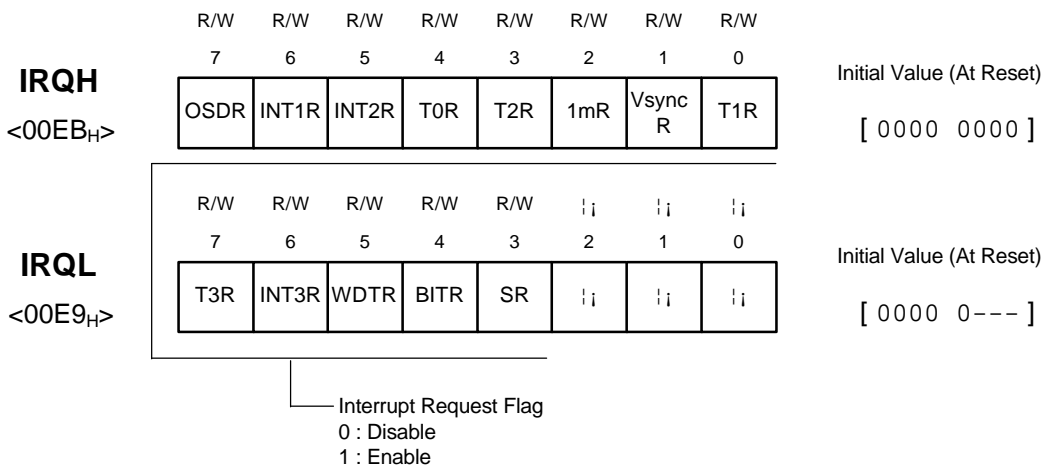 R/W R/W R/W R/W R/W R/W R/W R/W
7 6 5 4 3 2 1 0
IRQH
<00EBH>
OSDR INT1R INT2R T0R T2R 1mR Vsync R T1R
Initial Value (At Reset)
[ 0000 0000 ]
R/W R/W R/W R/W R/W ¦¡ ¦¡ ¦¡
7 6 5 4 3 2 1 0
IRQL
<00E9H>
T3R INT3R WDTR BITR SR ¦¡ ¦¡ ¦¡
Initial Value (At Reset)
[ 0000 0--- ]
Interrupt Request Flag
0 : Disable
1 : Enable